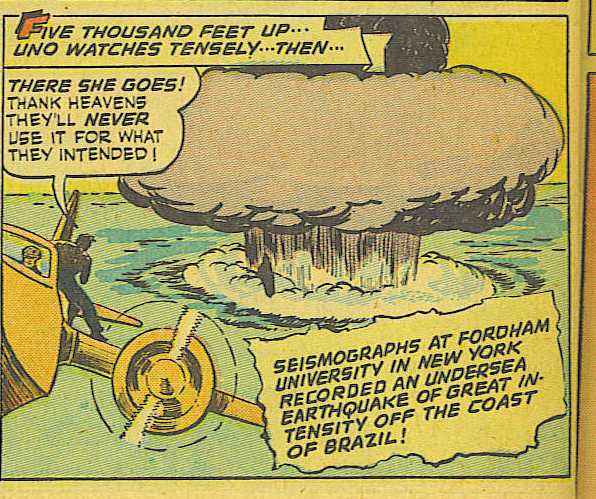 FIVE THOUSAND FEET UP...
UNO WATCHES TENSELY...THEN...
THERE SHE GOES!
THANK HEAVENS
THEY'LL NEVER
USE IT FOR WHAT
THEY INTENDED!
SEISMOGRAPHS AT FORDHAM
UNIVERSITY IN NEW YORK
RECORDED AN UNDERSEA
EARTHQUAKE OF GREAT IN-
TENSITY OFF THE COAST
OF BRAZIL!